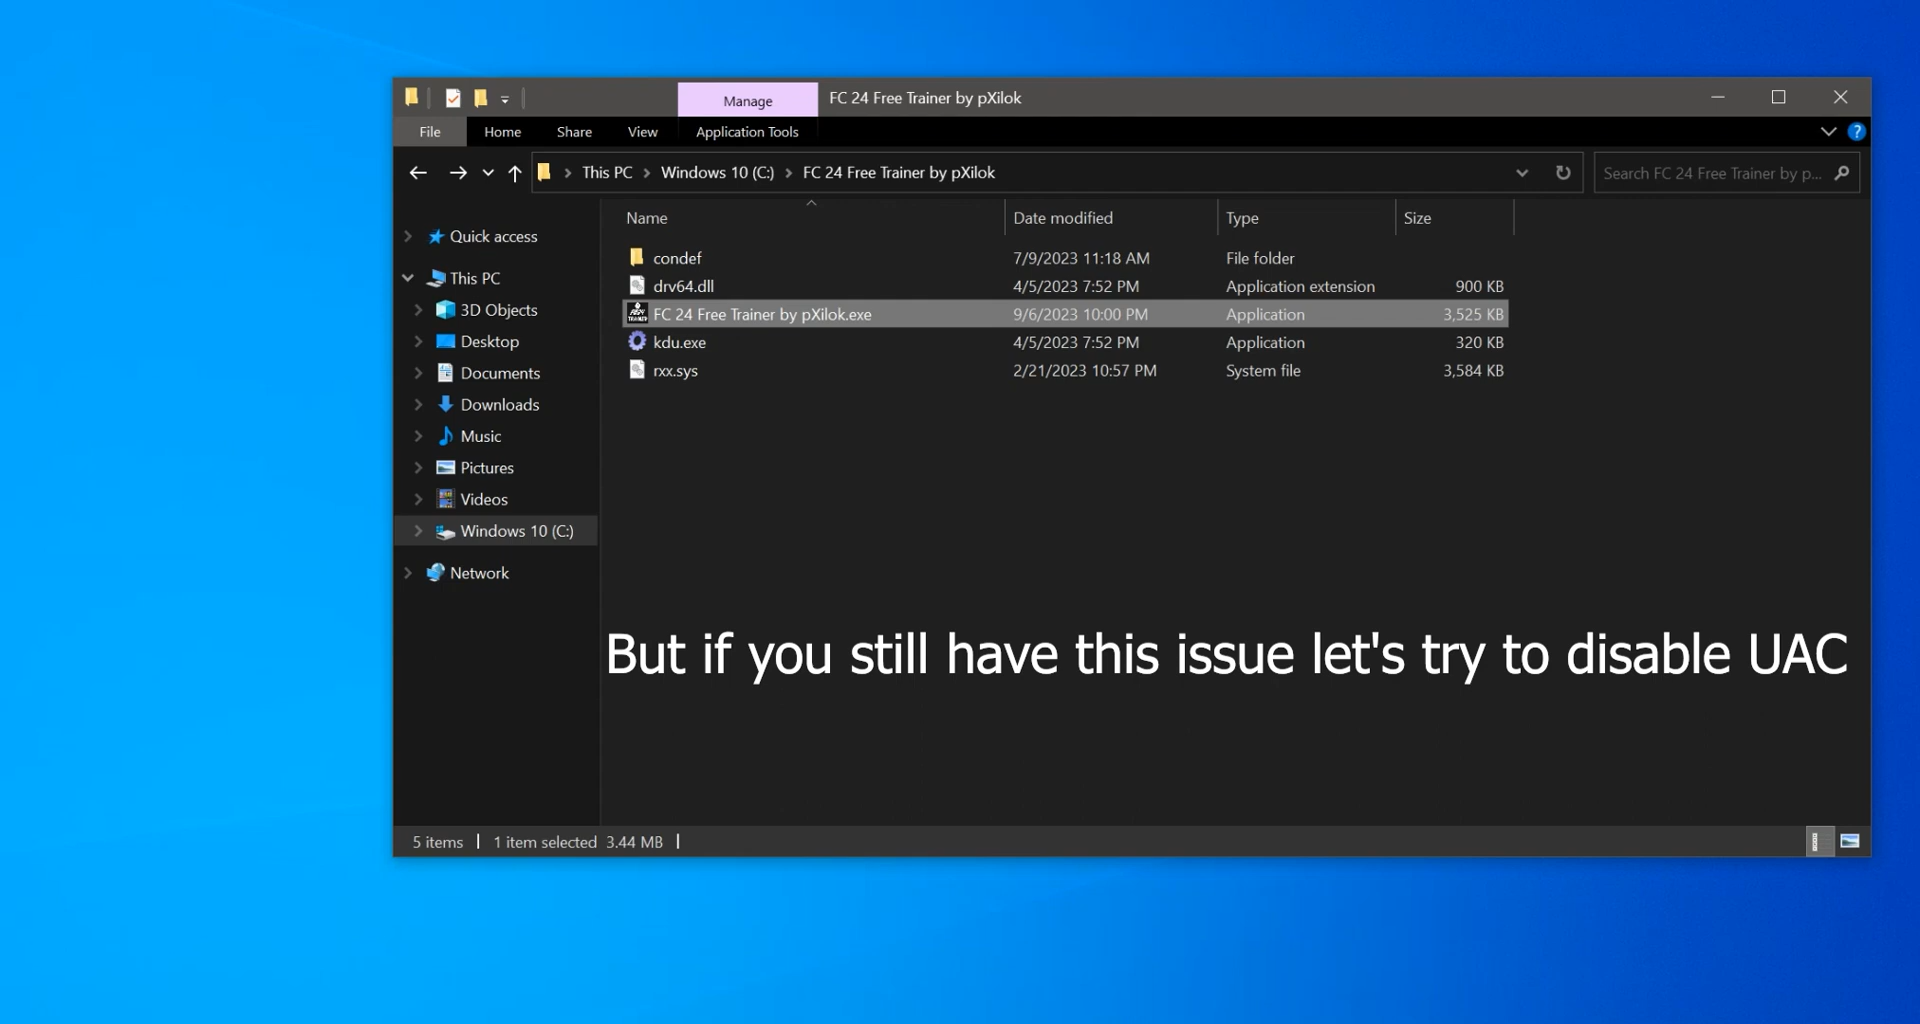 Manage
FC 24 Free Trainer by pXilok
File Home Share View Application Tools
?
This PC Windows 10 (C:) FC 24 Free Trainer by pXilok
Search FC 24 Free Trainer by p...
Name Date modified Type Size
Quick access
This PC
3D Objects
Desktop
Documents
Downloads
Music
Pictures
Videos
Windows 10 (C:)
Network
condef 7/9/2023 11:18 AM File folder
drv64.dll 4/5/2023 7:52 PM Application extension 900 KB
FC 24 Free Trainer by pXilok.exe 9/6/2023 10:00 PM Application 3,525 KB
kdu.exe 4/5/2023 7:52 PM Application 320 KB
rxx.sys 2/21/2023 10:57 PM System file 3,584 KB
But if you still have this issue let's try to disable UAC
5 items 1 item selected 3.44 MB